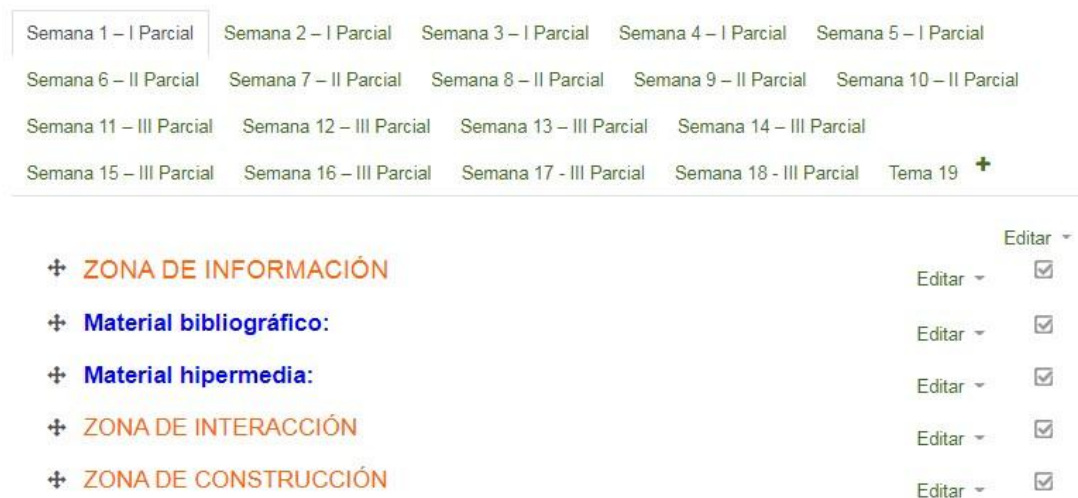 Semana 1 – I Parcial Semana 2 – I Parcial Semana 3 – I Parcial Semana 4 – I Parcial Semana 5 – I Parcial
Semana 6 – II Parcial Semana 7 – II Parcial Semana 8 – II Parcial Semana 9 – II Parcial Semana 10 – II Parcial
Semana 11 – III Parcial Semana 12 – III Parcial Semana 13 – III Parcial Semana 14 – III Parcial
Semana 15 – III Parcial Semana 16 – III Parcial Semana 17 - III Parcial Semana 18 - III Parcial Tema 19 +
Editar
ZONA DE INFORMACIÓN Editar
Material bibliográfico: Editar
Material hipermedia: Editar
ZONA DE INTERACCIÓN Editar
ZONA DE CONSTRUCCIÓN Editar